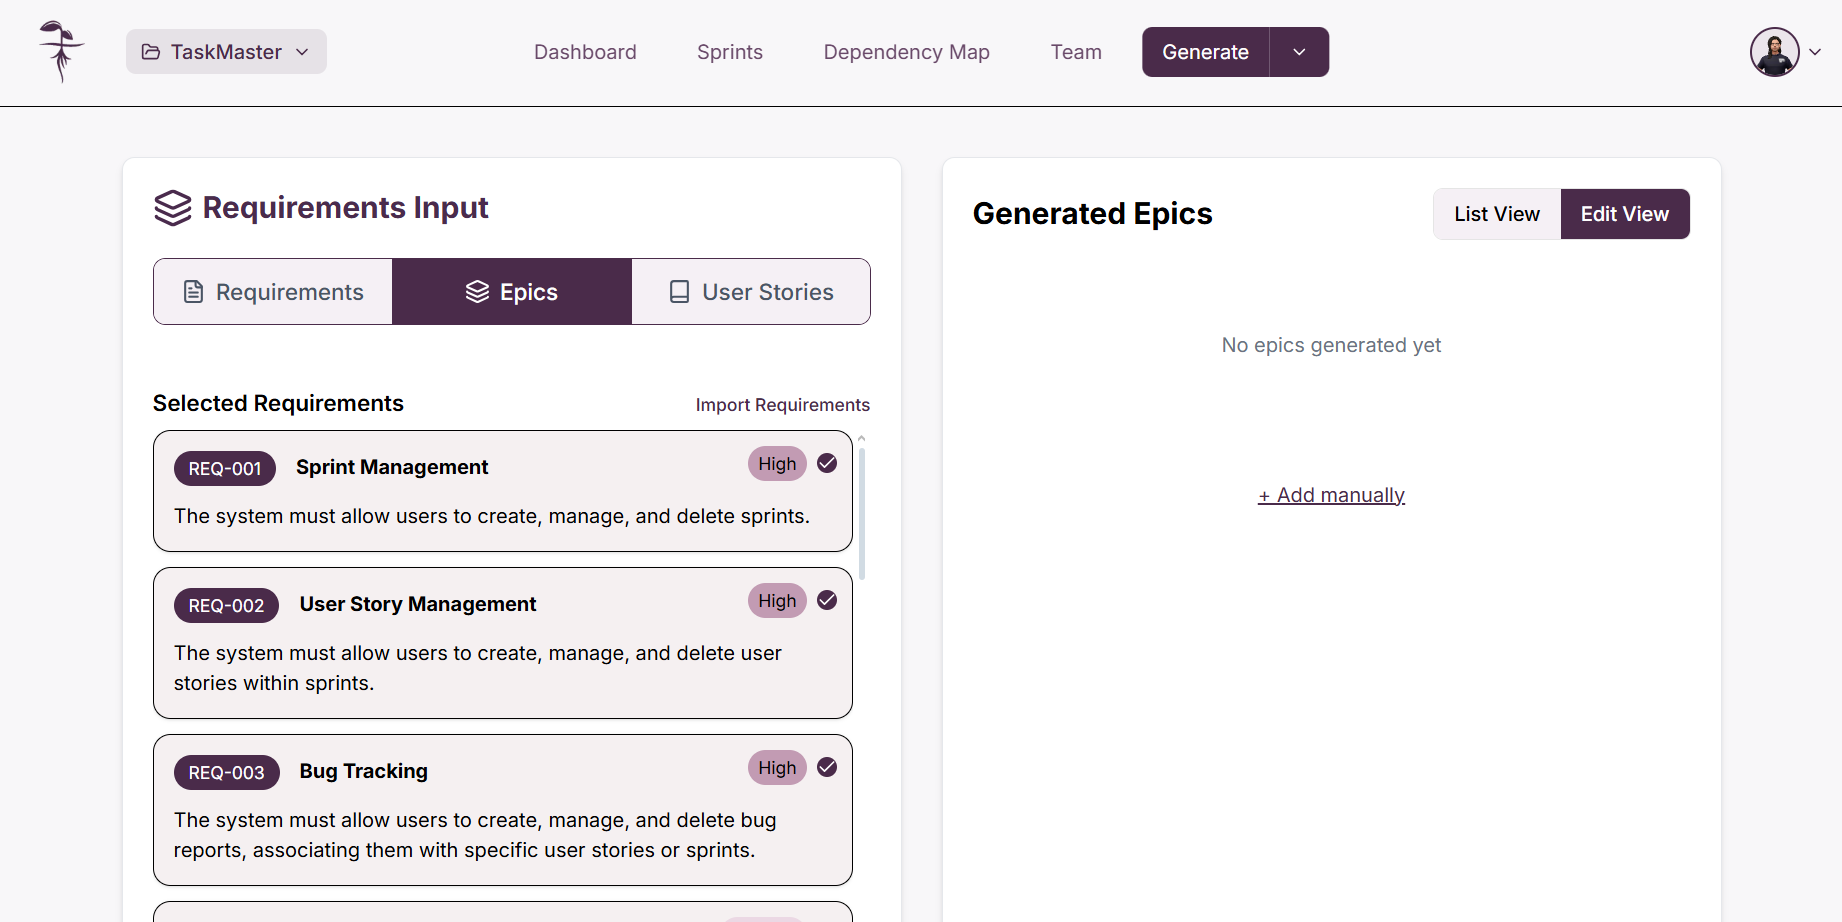 TaskMaster
Dashboard
Sprints
Dependency Map
Team
Generate
Requirements Input
Requirements
Epics
User Stories
Selected Requirements
Import Requirements
REQ-001
Sprint Management
High
The system must allow users to create, manage, and delete sprints.
REQ-002
User Story Management
High
The system must allow users to create, manage, and delete user
stories within sprints.
REQ-003
Bug Tracking
High
The system must allow users to create, manage, and delete bug
reports, associating them with specific user stories or sprints.
Generated Epics
List View
Edit View
No epics generated yet
+ Add manually